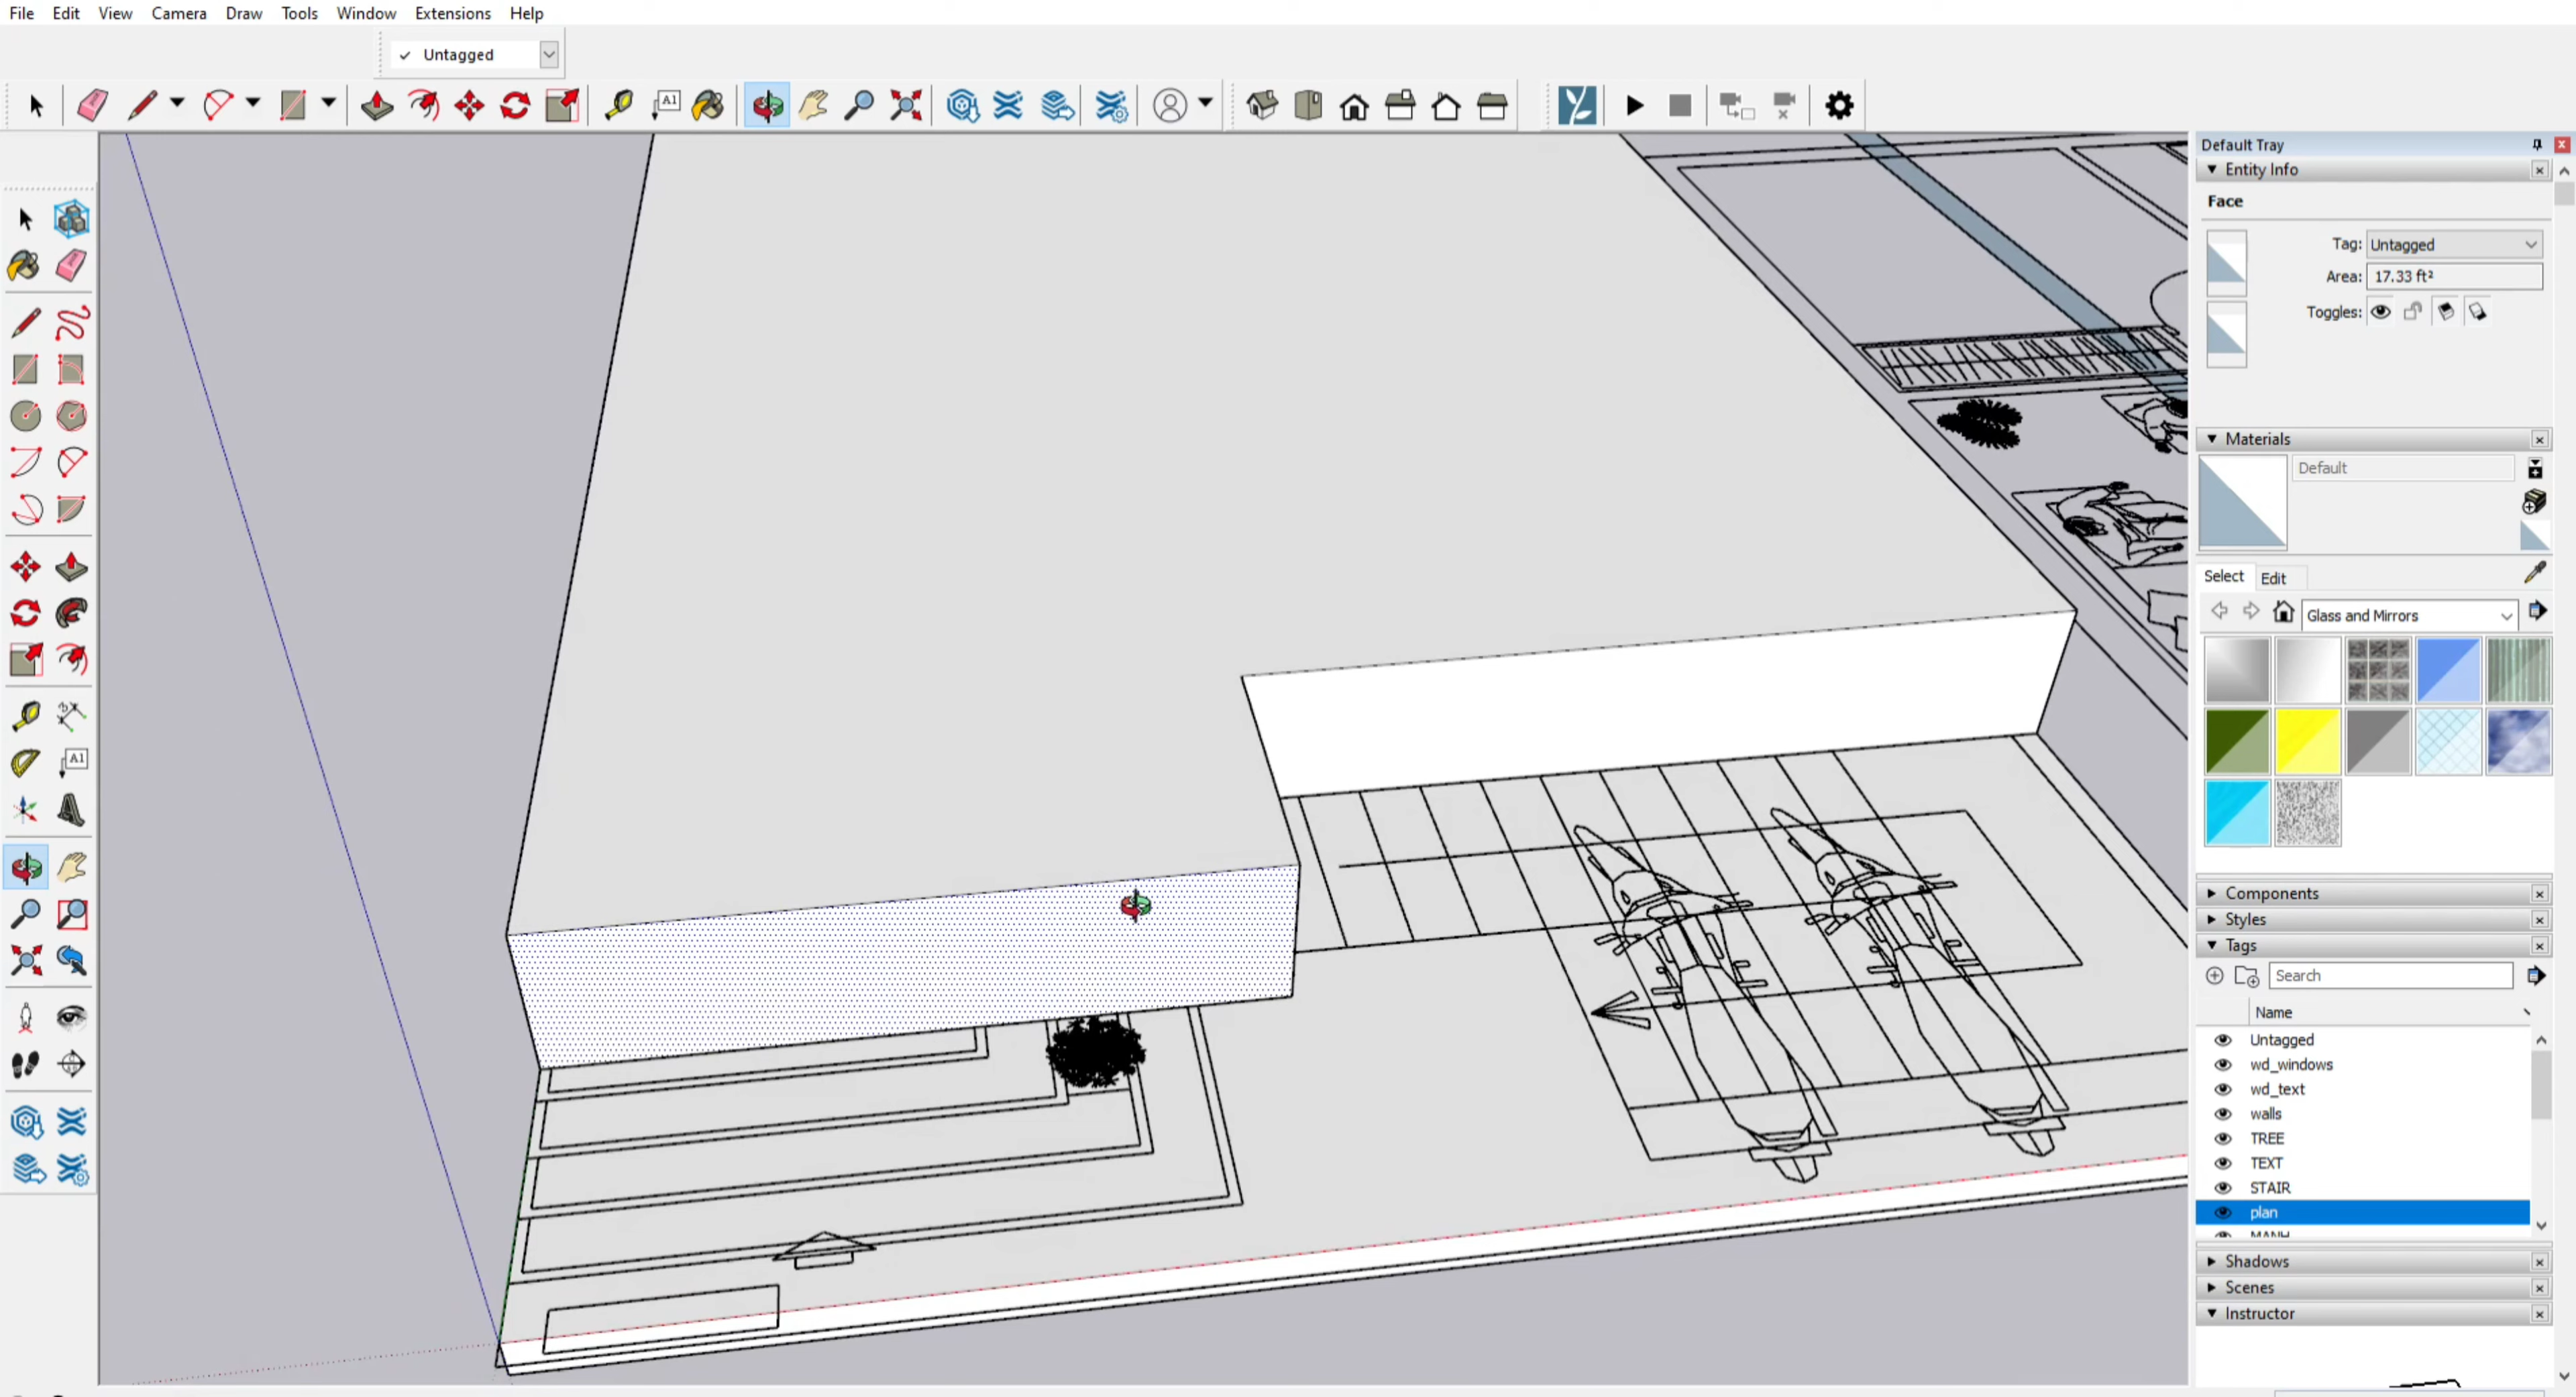 File Edit View Camera Draw Tools Window Extensions Help
Untagged
A1
Default Tray
Entity Info
Face
Tag: Untagged
Area: 17.33 ft²
Toggles:
Materials
Default
Select Edit
Glass and Mirrors
A1
Components
Styles
Tags
Search
Name
Untagged
wd_windows
wd_text
walls
TREE
TEXT
STAIR
plan
Shadows
Scenes
Instructor